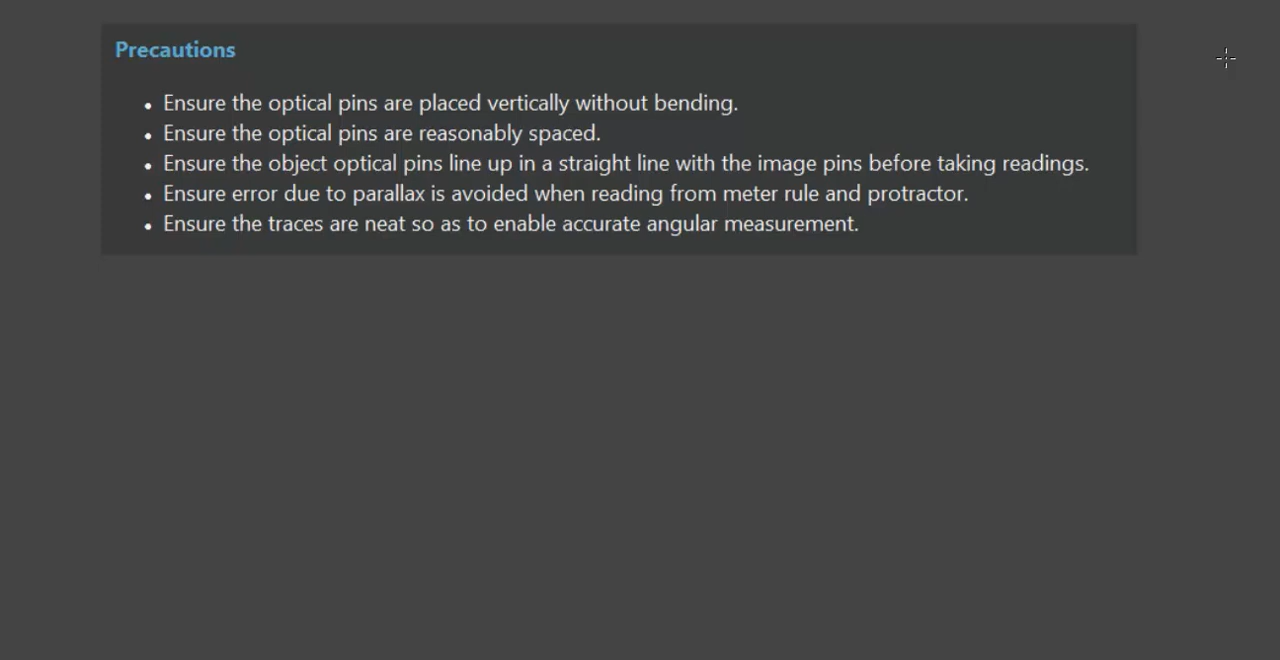 Precautions
• Ensure the optical pins are placed vertically without bending.
• Ensure the optical pins are reasonably spaced.
• Ensure the object optical pins line up in a straight line with the image pins before taking readings.
• Ensure error due to parallax is avoided when reading from meter rule and protractor.
• Ensure the traces are neat so as to enable accurate angular measurement.